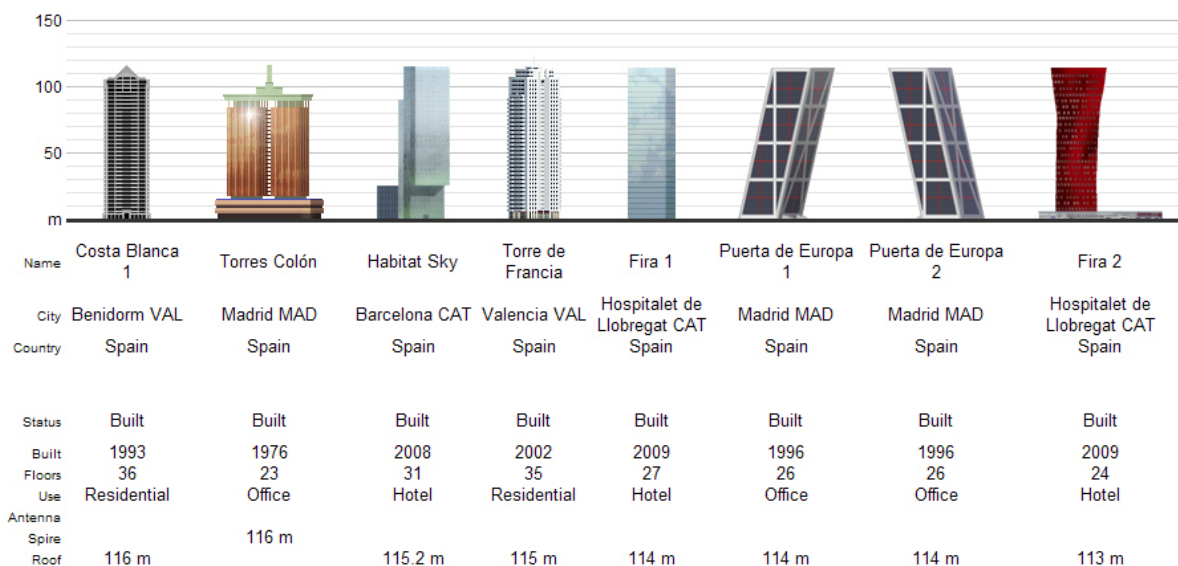 150
100
50
m
Name Costa Blanca 1 Torres Colón Habitat Sky Torre de Francia Fira 1 Puerta de Europa 1 Puerta de Europa 2 Fira 2
City Benidorm VAL Madrid MAD Barcelona CAT Valencia VAL Hospitalet de Llobregat CAT Madrid MAD Madrid MAD Hospitalet de Llobregat CAT
Country Spain Spain Spain Spain Spain Spain Spain Spain
Status Built Built Built Built Built Built Built Built
Built 1993 1976 2008 2002 2009 1996 1996 2009
Floors 36 23 31 35 27 26 26 24
Use Residential Office Hotel Residential Hotel Office Office Hotel
Antenna
Spire 116 m
Roof 116 m 115.2 m 115 m 114 m 114 m 114 m 113 m